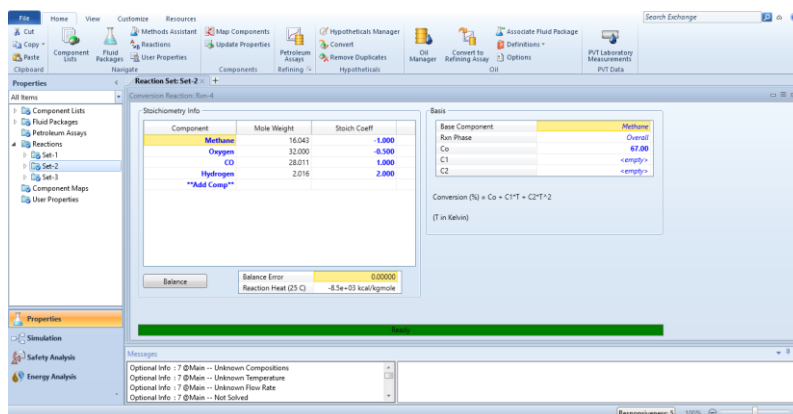 File Home View Customize Resources Search Exchange
Cut Methods Assistant Map Components Hypotheticals Manager Associate Fluid Package
Copy Reactions Update Properties Convert Definitions
Paste Component Lists Fluid Packages User Properties Petroleum Assays Remove Duplicates Oil Manager Convert to Refining Assay Options PVT Laboratory Measurements
Clipboard Navigate Components Refining Hypotheticals Oil PVT Data
Properties Reaction Set: Set-2
All Items Conversion Reaction: Rxn-4
Component Lists
Fluid Packages
Petroleum Assays
Reactions
Set-1
Set-2
Set-3
Component Maps
User Properties
Stoichiometry Info
Component Mole Weight Stoich Coeff
Methane 16.043 -1.000
Oxygen 32.000 -0.500
CO 28.011 1.000
Hydrogen 2.016 2.000
**Add Comp**
Balance
Balance Error 0.00000
Reaction Heat (25 C) -8.5e+03 kcal/kgmole
Basis
Base Component Methane
Rxn Phase Overall
Co 67.00
C1 <empty>
C2 <empty>
Conversion (%) = Co + C1*T + C2*T^2
(T in Kelvin)
Ready
Properties
Simulation
Safety Analysis
Energy Analysis
Messages
Optional Info : 7 @Main -- Unknown Compositions
Optional Info : 7 @Main -- Unknown Temperature
Optional Info : 7 @Main -- Unknown Flow Rate
Optional Info : 7 @Main -- Not Solved
Responsiveness: 5 100%